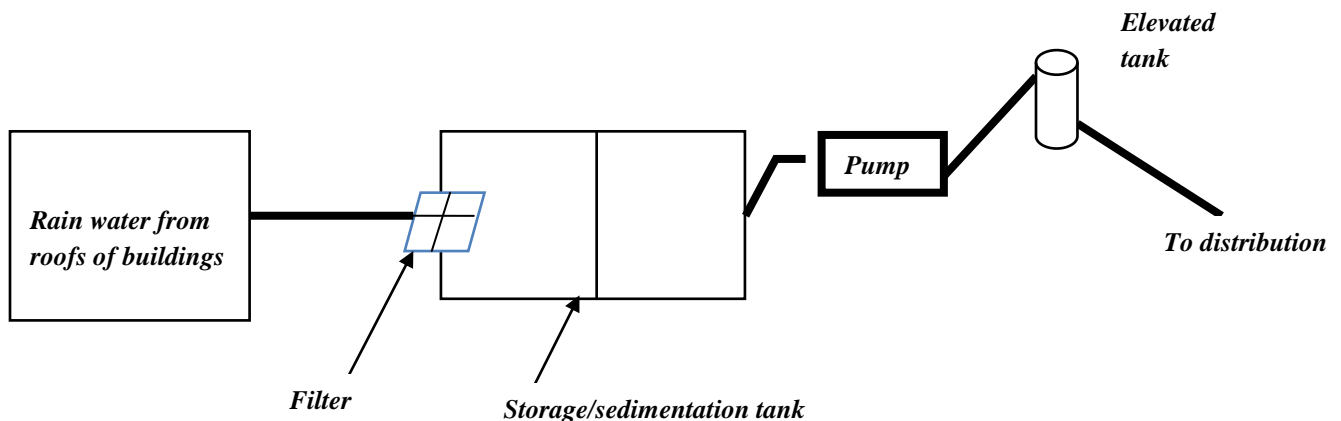 Elevated
tank
Pump
Rain water from
roofs of buildings
To distribution
Filter
Storage/sedimentation tank